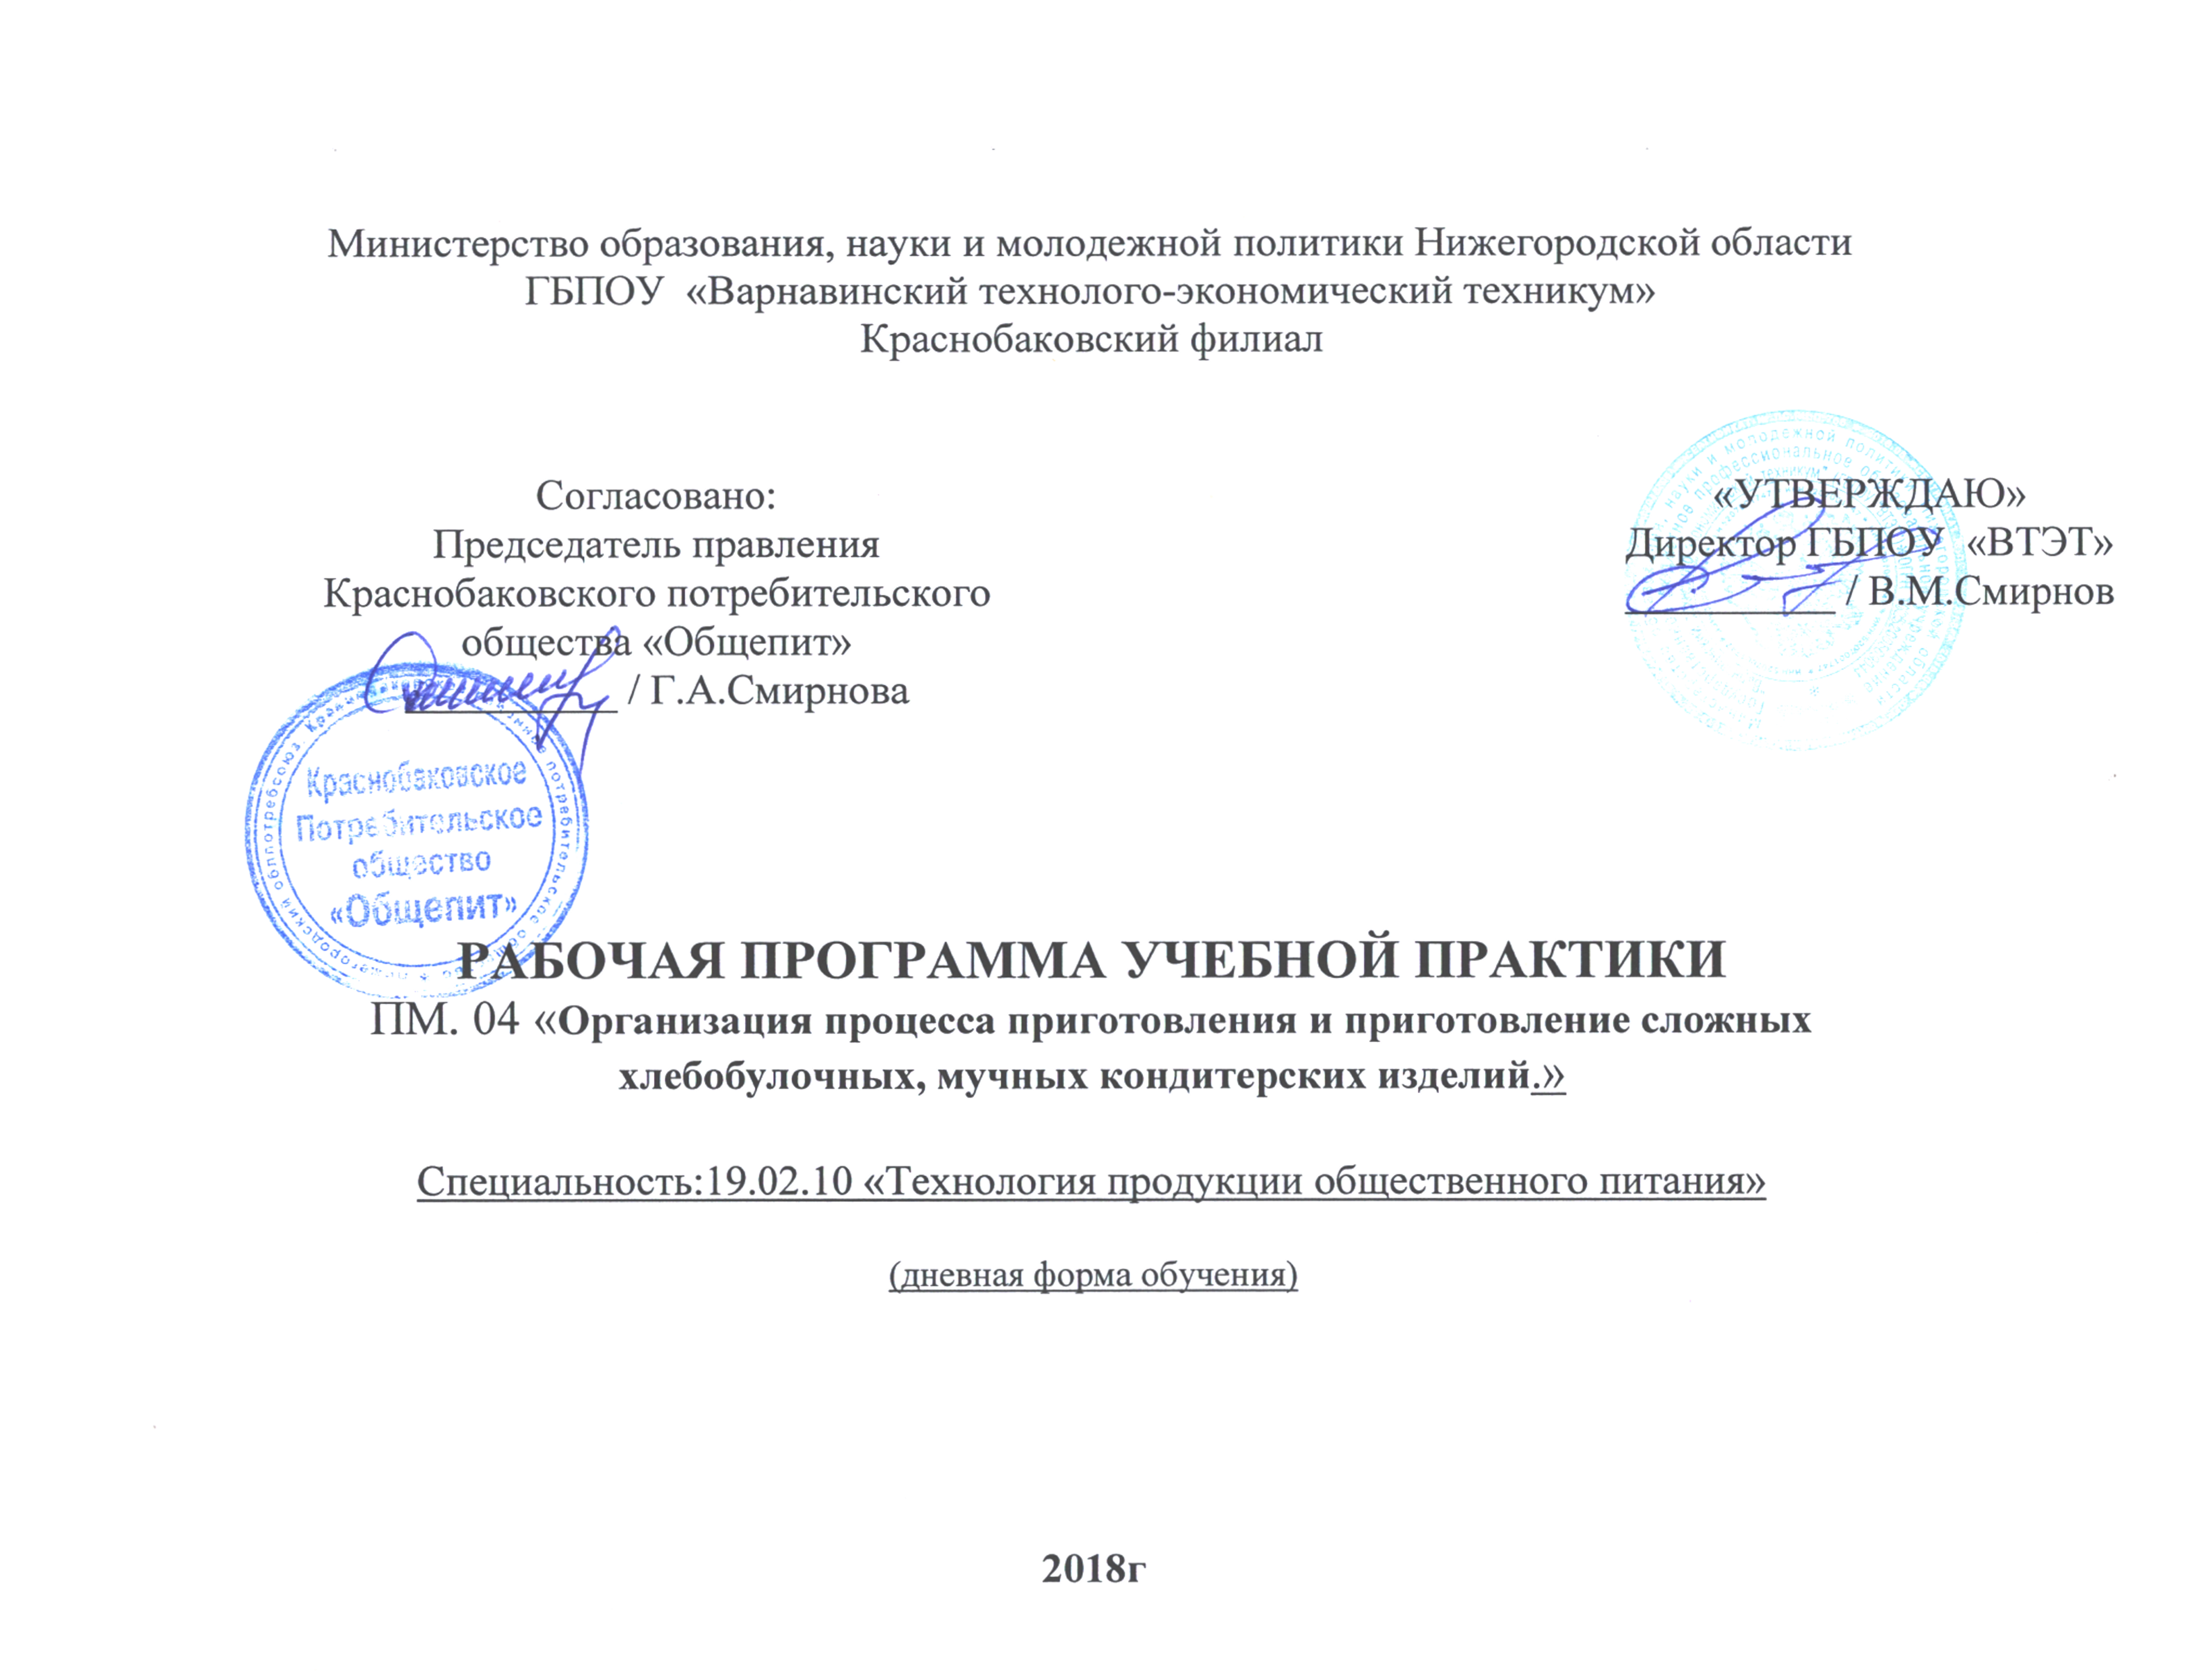 Министерство образования, науки и молодежной политики Нижегородской области
ГБПОУ «Варнавинский технолого-экономический техникум»
Краснобаковский филиал
Согласовано:
Председатель правления
Краснобаковского потребительского
общества «Общепит»
/ Г.А.Смирнова
«УТВЕРЖДАЮ»
Директор ГБПОУ «ВТЭТ»
/ В.М.Смирнов
Краснобаковское
Потребительское
общество
«Общепит»
РАБОЧАЯ ПРОГРАММА УЧЕБНОЙ ПРАКТИКИ
ПМ. 04 «Организация процесса приготовления и приготовление сложных
хлебобулочных, мучных кондитерских изделий.»
Специальность:19.02.10 «Технология продукции общественного питания»
(дневная форма обучения)
2018г